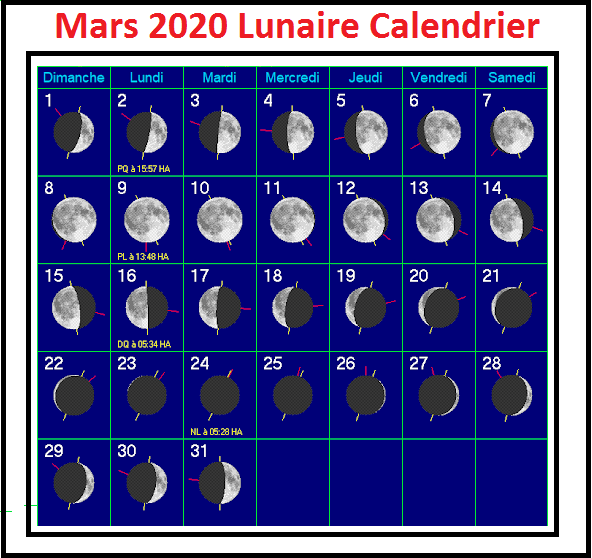 Mars 2020 Lunaire Calendrier
Dimanche Lundi Mardi Mercredi Jeudi Vendredi Samedi
1 2 3 4 5 6 7
PQ à 15:57 HA
8 9 10 11 12 13 14
PL à 13:48 HA
15 16 17 18 19 20 21
DQ à 05:34 HA
22 23 24 25 26 27 28
NL à 05:28 HA
29 30 31